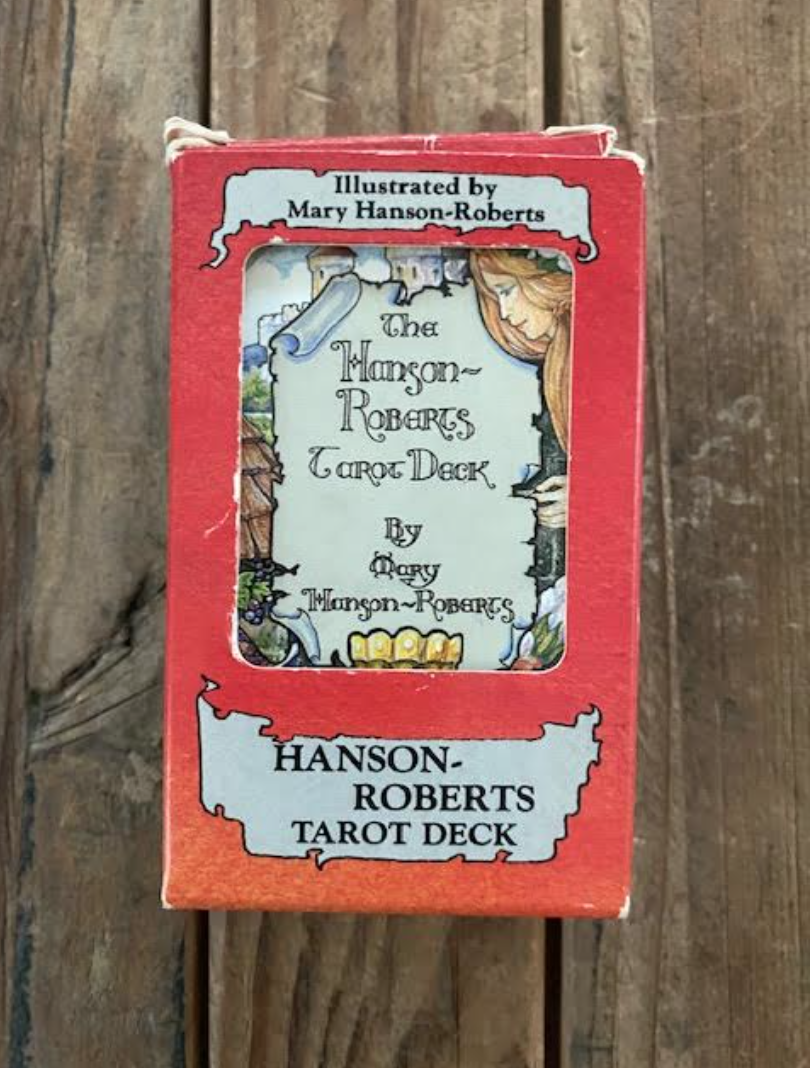 Illustrated by
Mary Hanson-Roberts
The
Hanson~
Roberts
Tarot Deck
By
Mary
Hanson~Roberts
HANSON-
ROBERTS
TAROT DECK